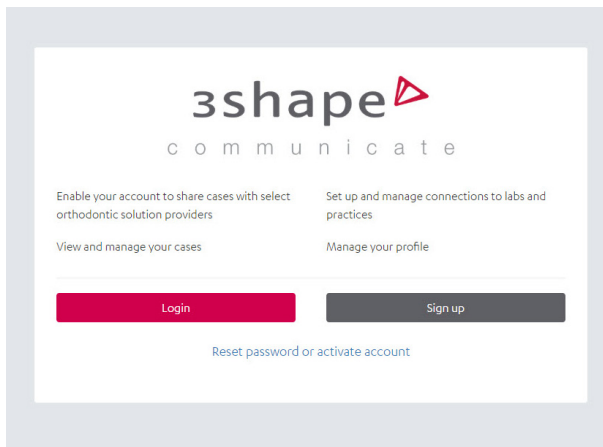 3shape
communicate
Enable your account to share cases with select
orthodontic solution providers
View and manage your cases
Set up and manage connections to labs and
practices
Manage your profile
Login
Sign up
Reset password or activate account